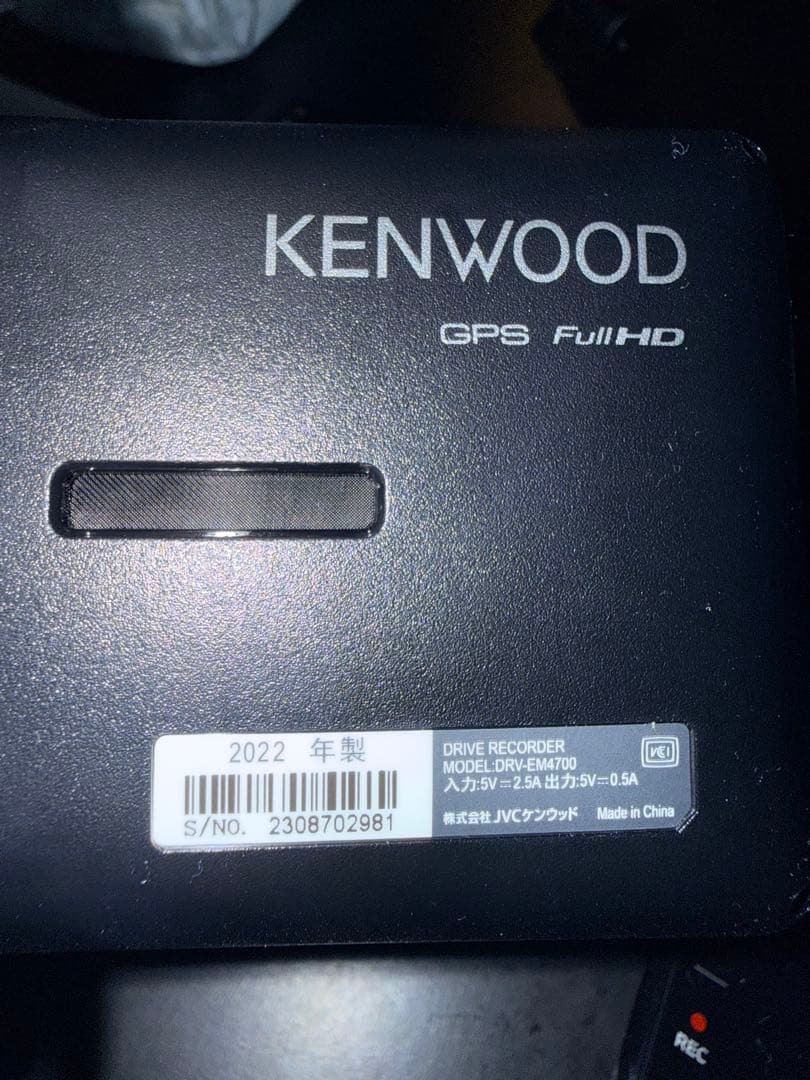 KENWOOD
GPS FullHD
2022 年製
S/NO. 2308702981
DRIVE RECORDER
MODEL:DRV-EM4700
入力:5V⎓2.5A 出力:5V⎓0.5A
株式会社 JVCケンウッド Made in China
VCCI
REC